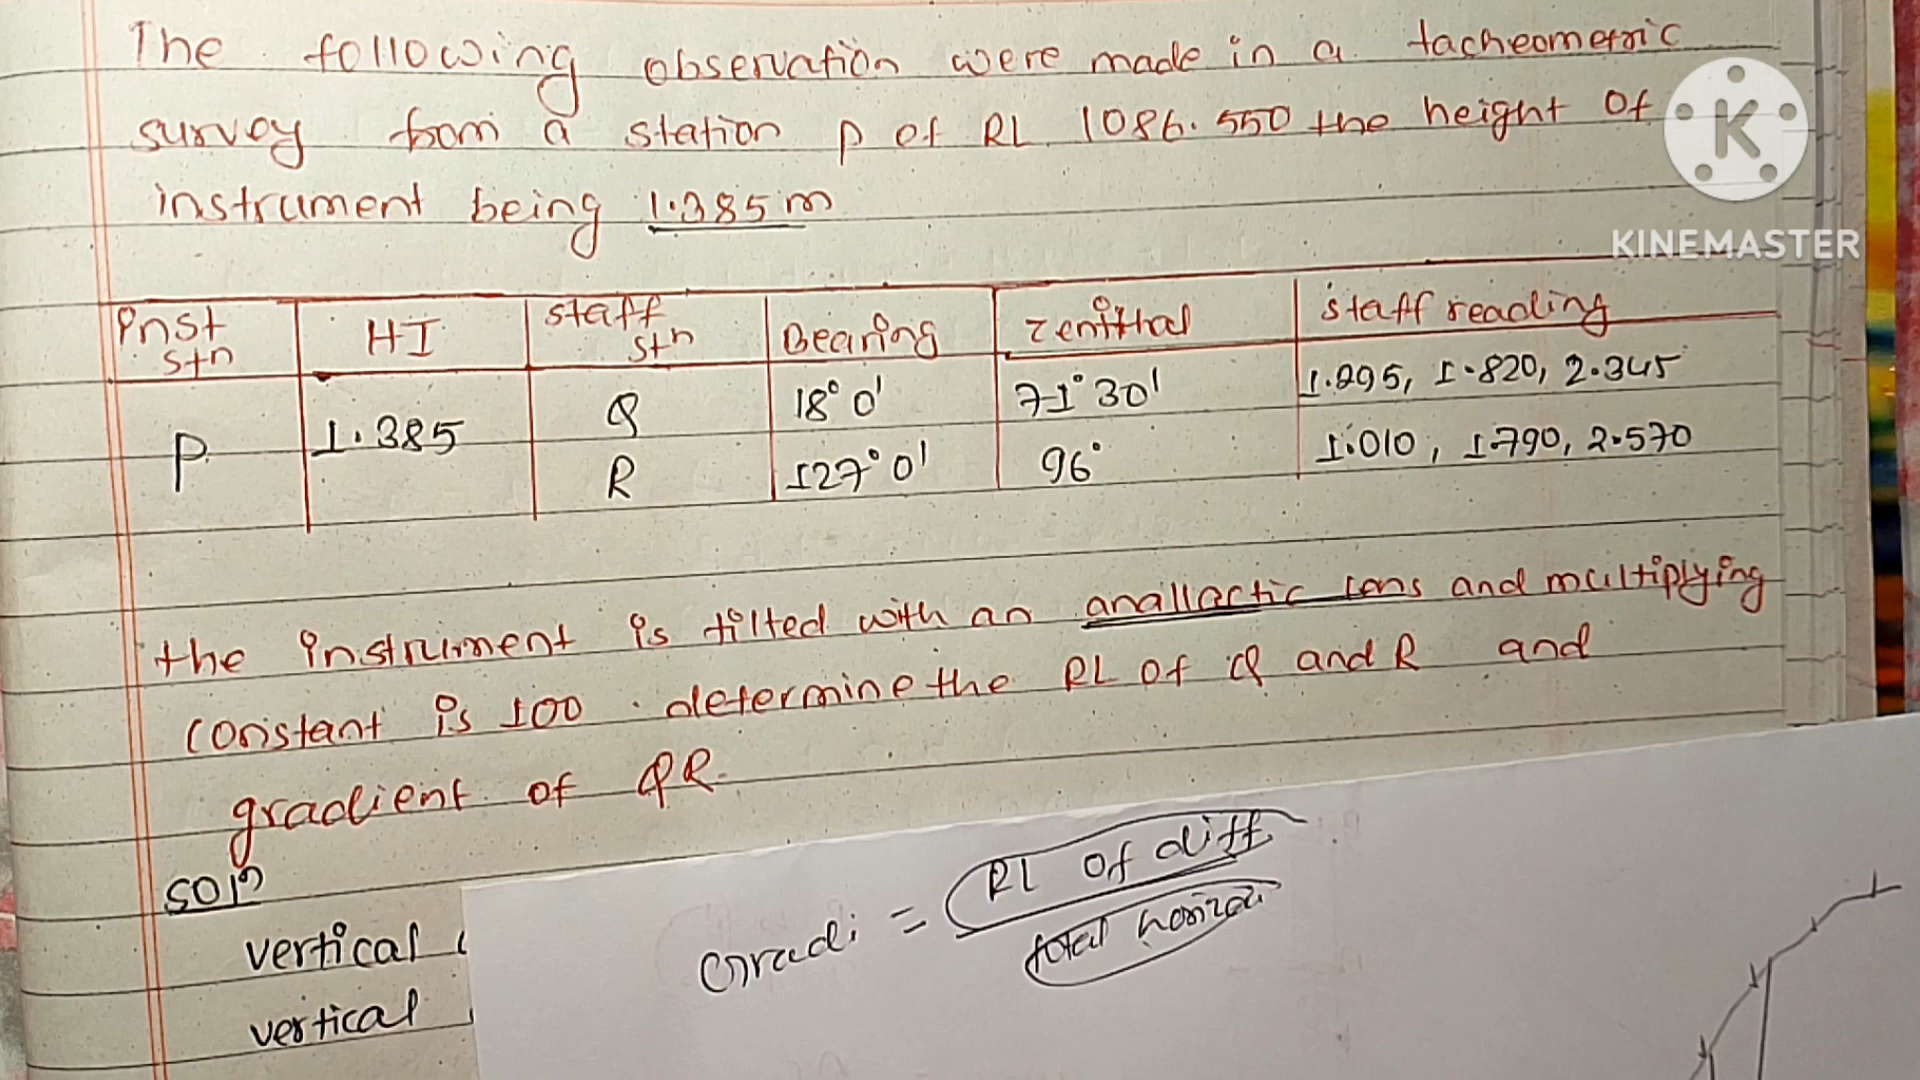 The following observation were made in a tacheometric
survey from a station P of RL 1086.550 the height of
instrument being 1.385 m
K
KINEMASTER
Inst stn HI staff stn Bearing zenithal staff reading
P 1.385 Q 18°0' 71°30' 1.295, 1.820, 2.345
R 127°0' 96° 1.010, 1.790, 2.570
the instrument is tilted with an anallactic lens and multiplying
constant is 100. determine the RL of Q and R and
gradient of QR.
Soln
vertical
vertical
Gradi = RL of diff
total horizo